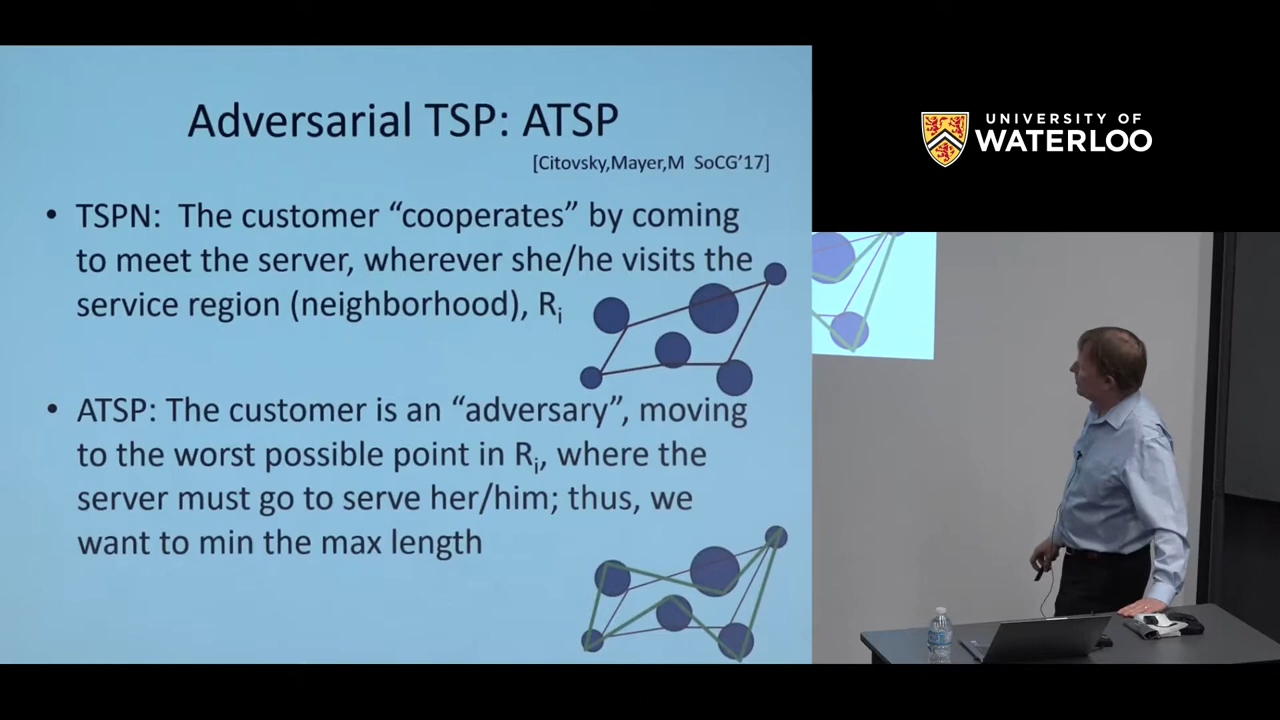 Adversarial TSP: ATSP
[Citovsky,Mayer,M SoCG'17]
• TSPN: The customer “cooperates” by coming
to meet the server, wherever she/he visits the
service region (neighborhood), Ri
• ATSP: The customer is an “adversary”, moving
to the worst possible point in Ri, where the
server must go to serve her/him; thus, we
want to min the max length
UNIVERSITY OF
WATERLOO